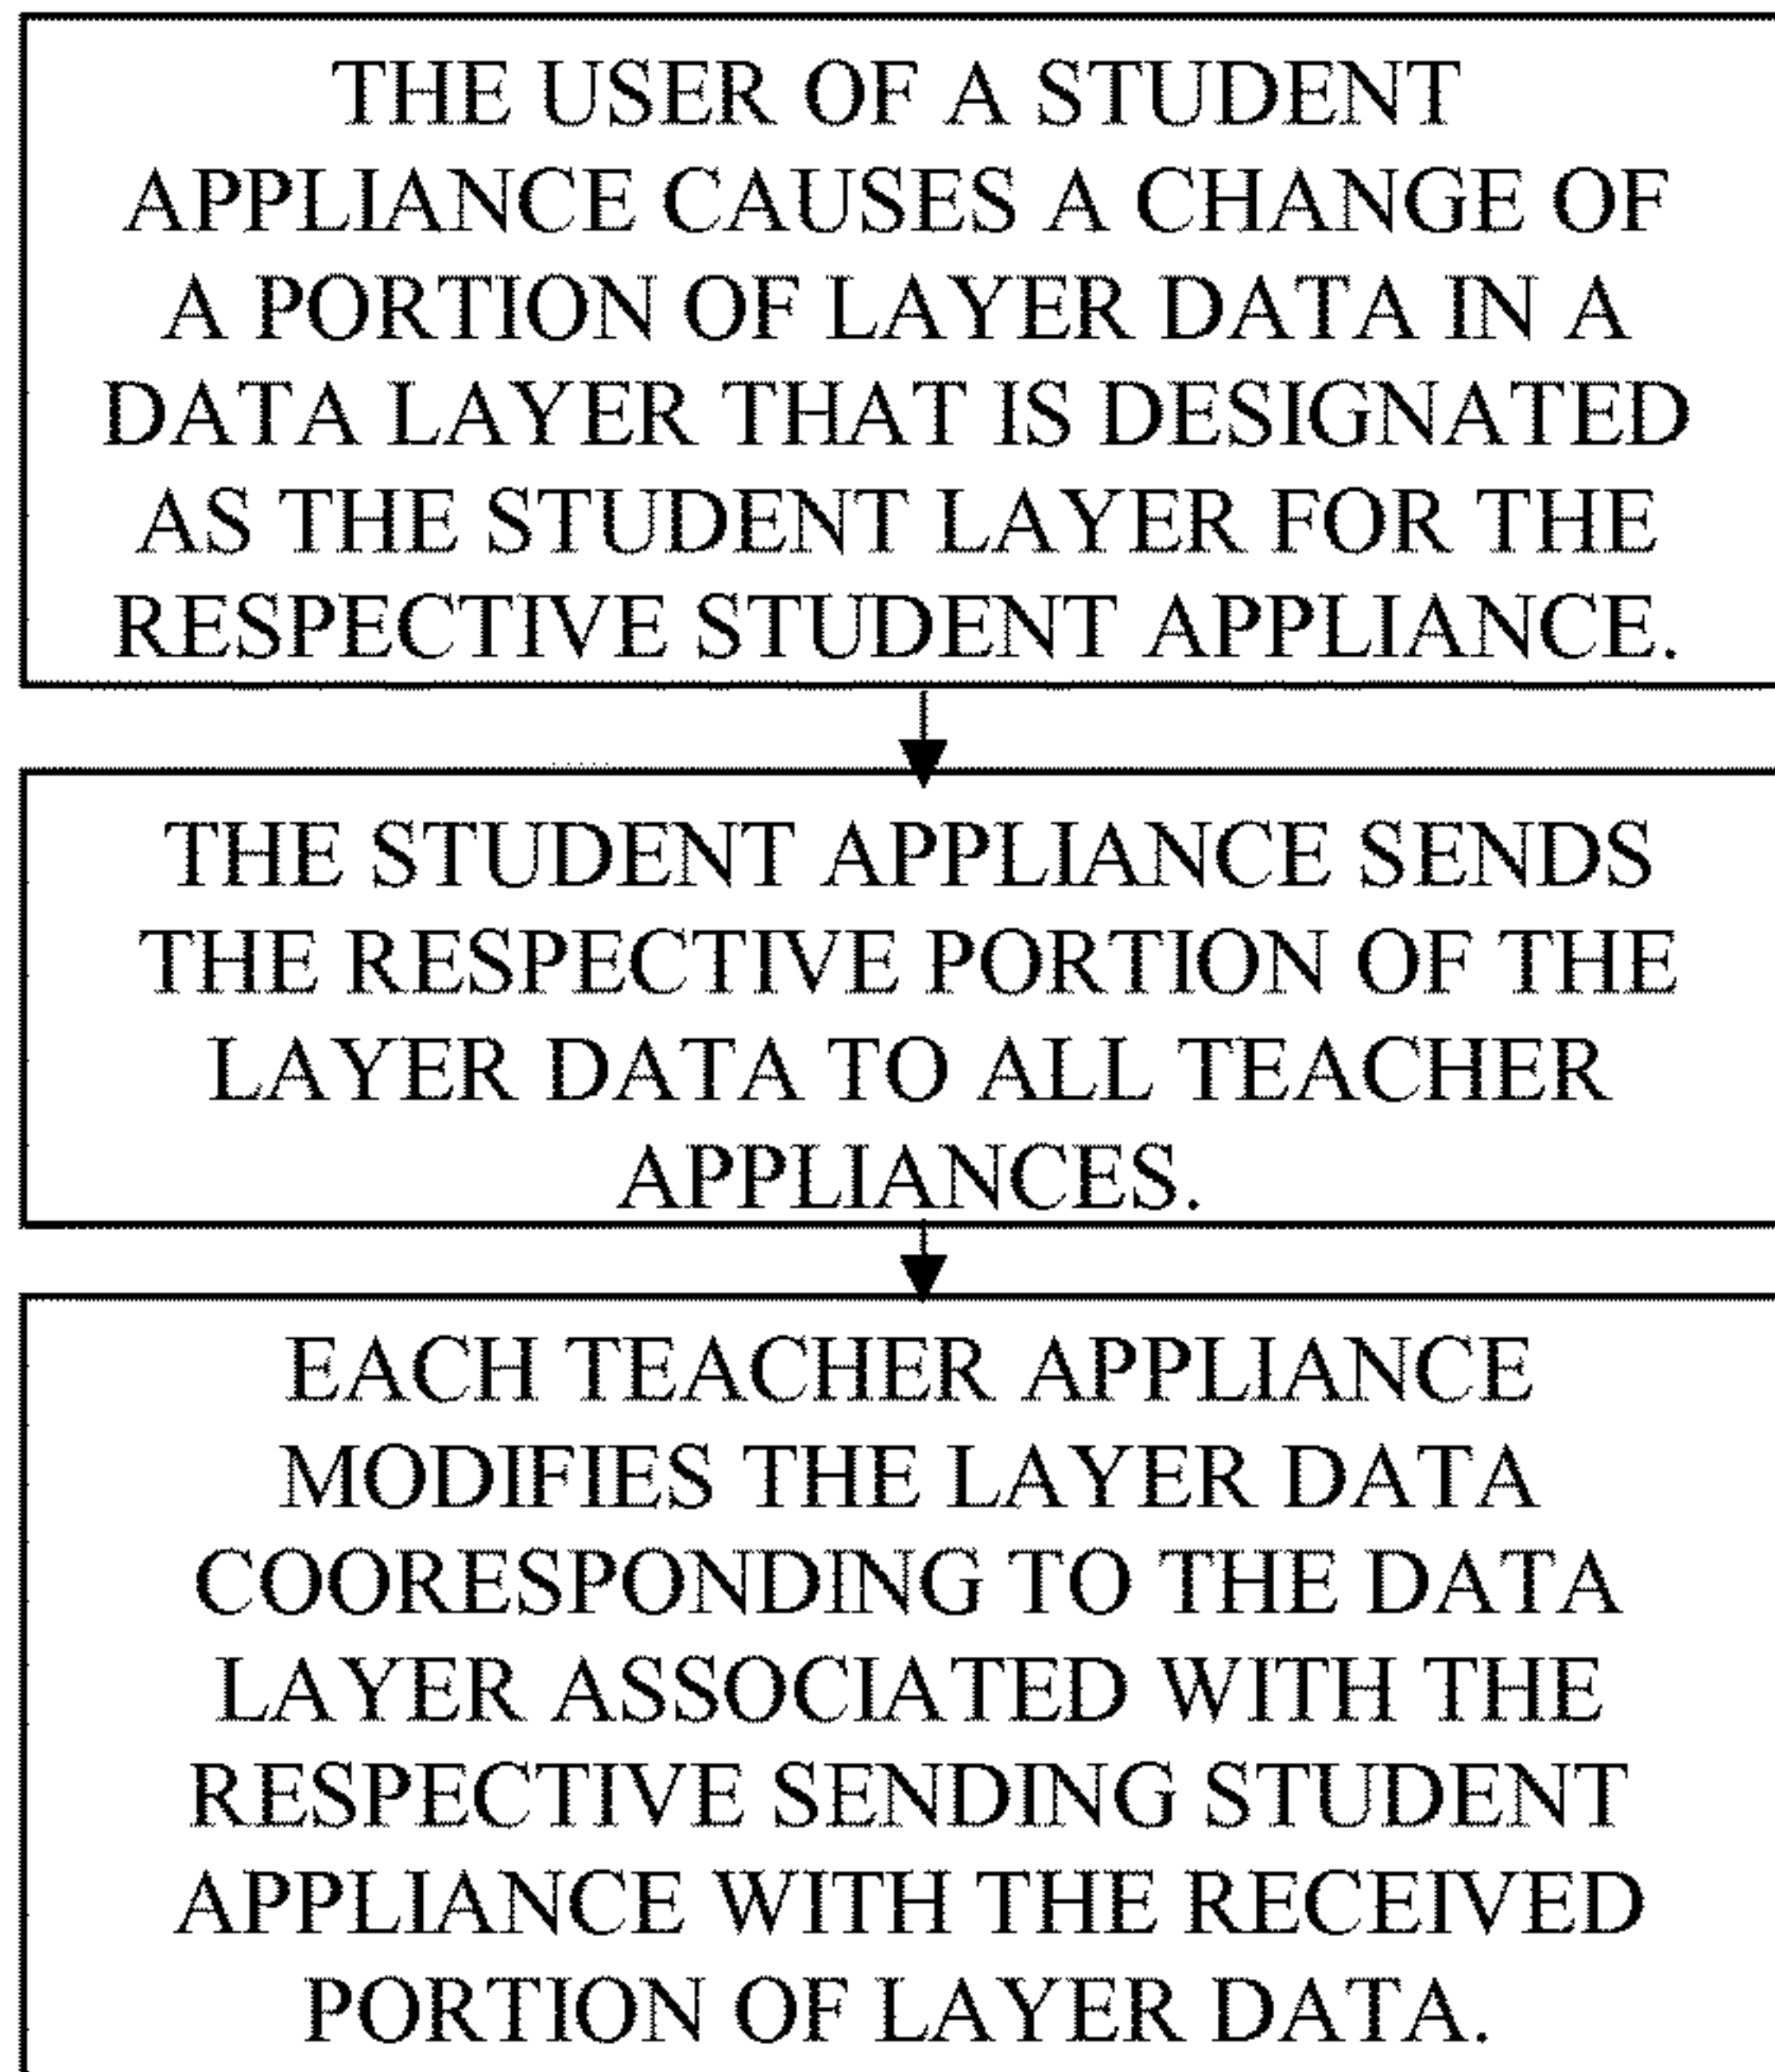 THE USER OF A STUDENT
APPLIANCE CAUSES A CHANGE OF
A PORTION OF LAYER DATA IN A
DATA LAYER THAT IS DESIGNATED
AS THE STUDENT LAYER FOR THE
RESPECTIVE STUDENT APPLIANCE.
THE STUDENT APPLIANCE SENDS
THE RESPECTIVE PORTION OF THE
LAYER DATA TO ALL TEACHER
APPLIANCES.
EACH TEACHER APPLIANCE
MODIFIES THE LAYER DATA
COORESPONDING TO THE DATA
LAYER ASSOCIATED WITH THE
RESPECTIVE SENDING STUDENT
APPLIANCE WITH THE RECEIVED
PORTION OF LAYER DATA.